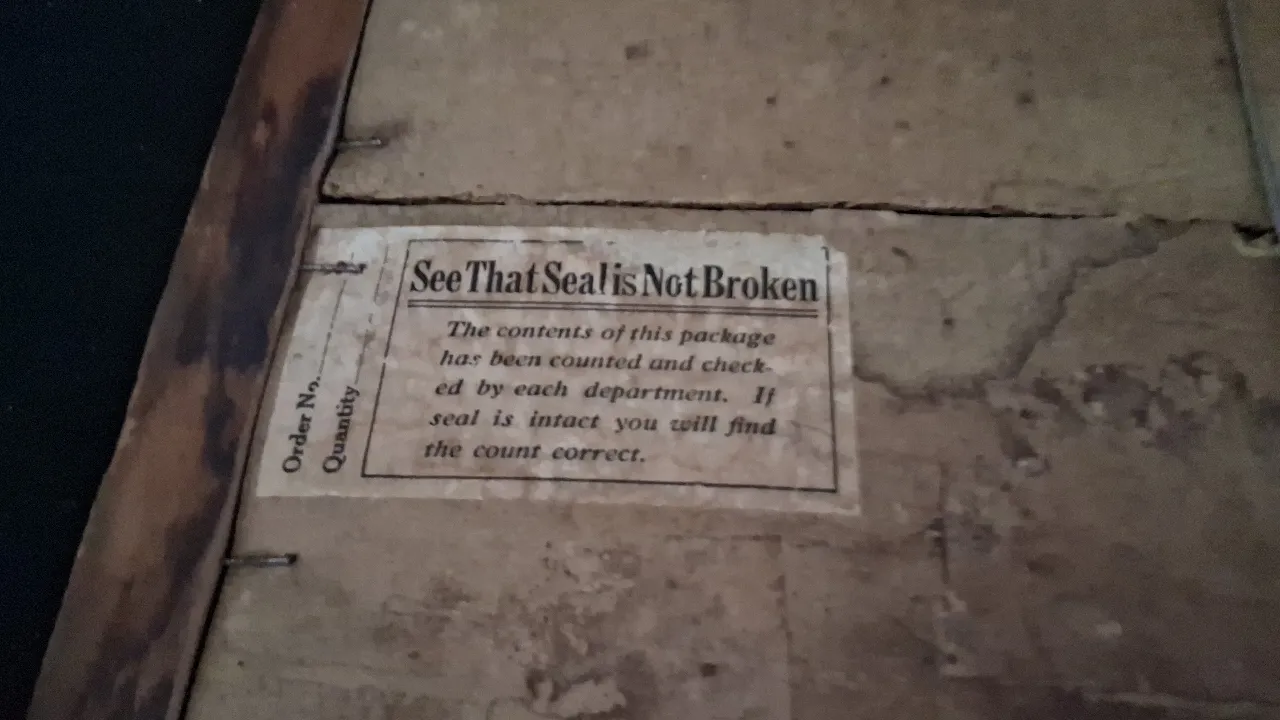 See That Seal is Not Broken
The contents of this package
has been counted and check-
ed by each department. If
seal is intact you will find
the count correct.
Order No.
Quantity